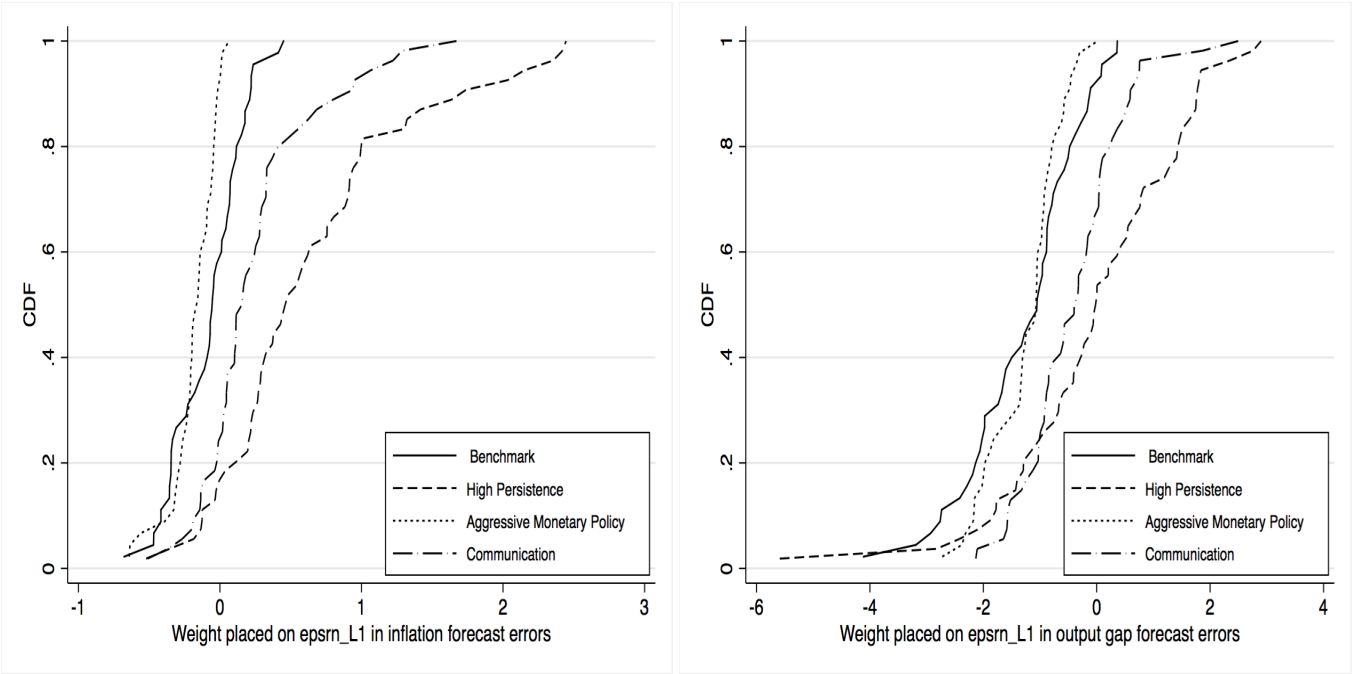 1
.8
.6
.4
.2
0
CDF
-1
0
1
2
3
Weight placed on epsrn_L1 in inflation forecast errors
Benchmark
High Persistence
Aggressive Monetary Policy
Communication
1
.8
.6
.4
.2
0
CDF
-6
-4
-2
0
2
4
Weight placed on epsrn_L1 in output gap forecast errors
Benchmark
High Persistence
Aggressive Monetary Policy
Communication